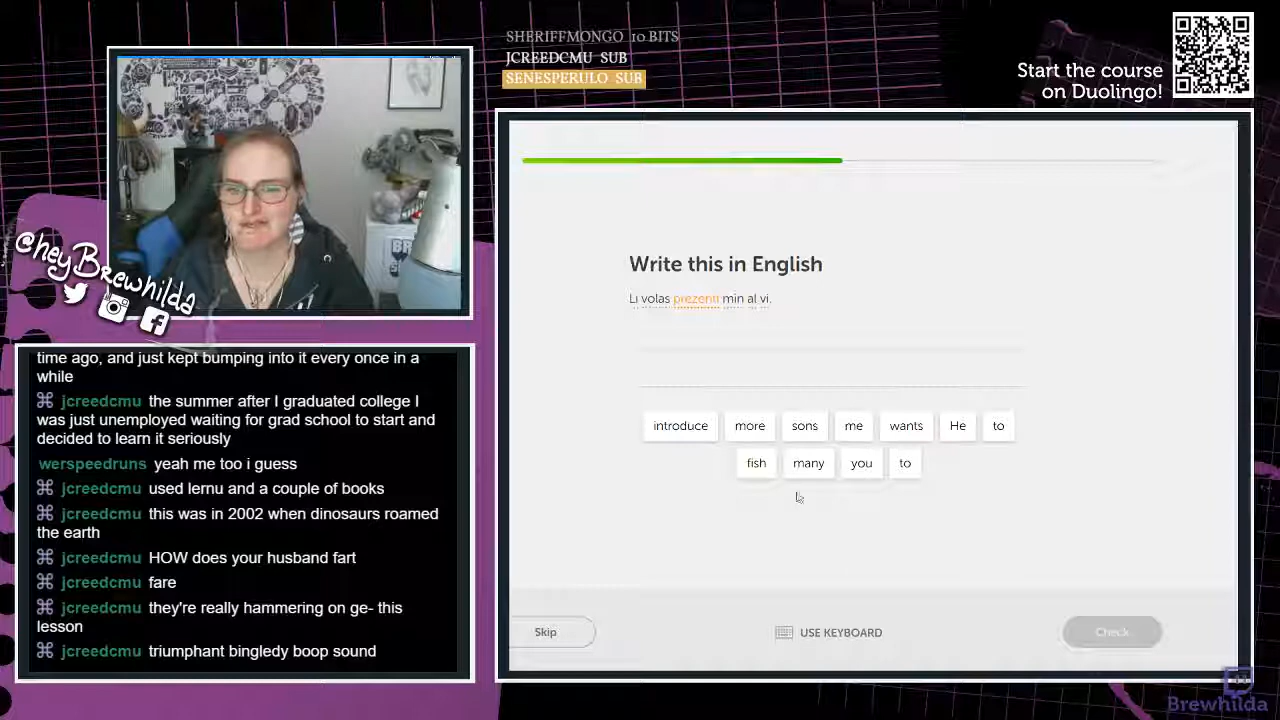 SHERIFFMONGO 10 BITS
JCREEDCMU SUB
SENESPERULO SUB
Start the course
on Duolingo!
@heyBrewhilda
Write this in English
Li volas prezenti min al vi.
introduce more sons me wants He to
fish many you to
Skip
USE KEYBOARD
Check
time ago, and just kept bumping into it every once in a
while
jcreedcmu the summer after I graduated college I
was just unemployed waiting for grad school to start and
decided to learn it seriously
werspeedruns yeah me too i guess
jcreedcmu used lernu and a couple of books
jcreedcmu this was in 2002 when dinosaurs roamed
the earth
jcreedcmu HOW does your husband fart
jcreedcmu fare
jcreedcmu they're really hammering on ge- this
lesson
jcreedcmu triumphant bingledy boop sound
Brewhilda